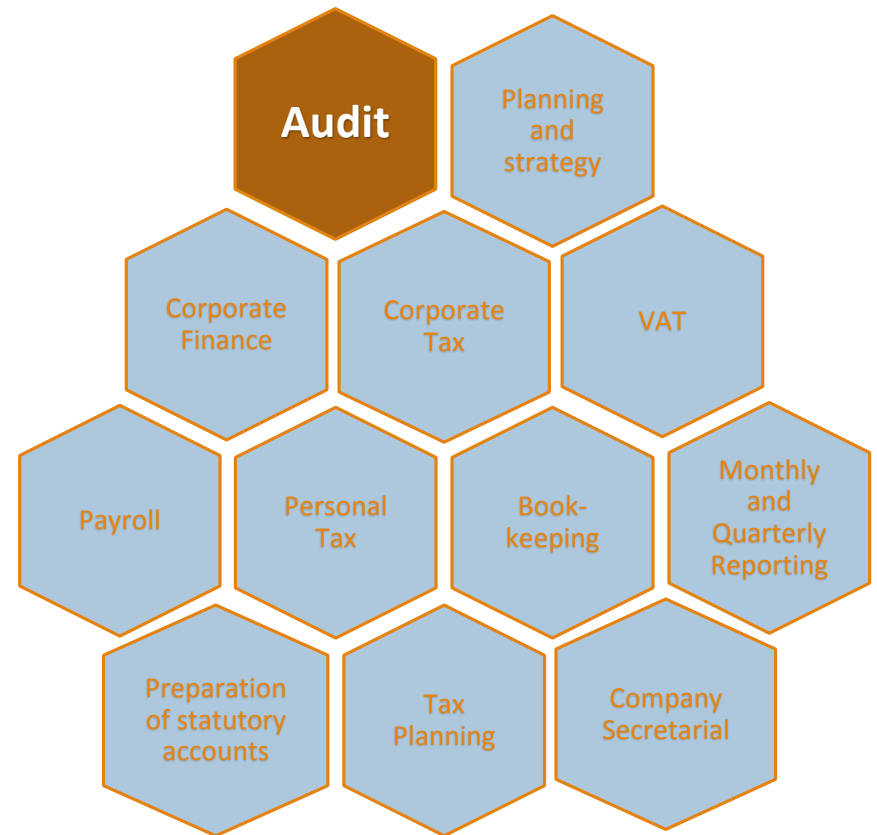 Audit
Planning
and
strategy
Corporate
Finance
Corporate
Tax
VAT
Payroll
Personal
Tax
Book-
keeping
Monthly
and
Quarterly
Reporting
Preparation
of statutory
accounts
Tax
Planning
Company
Secretarial